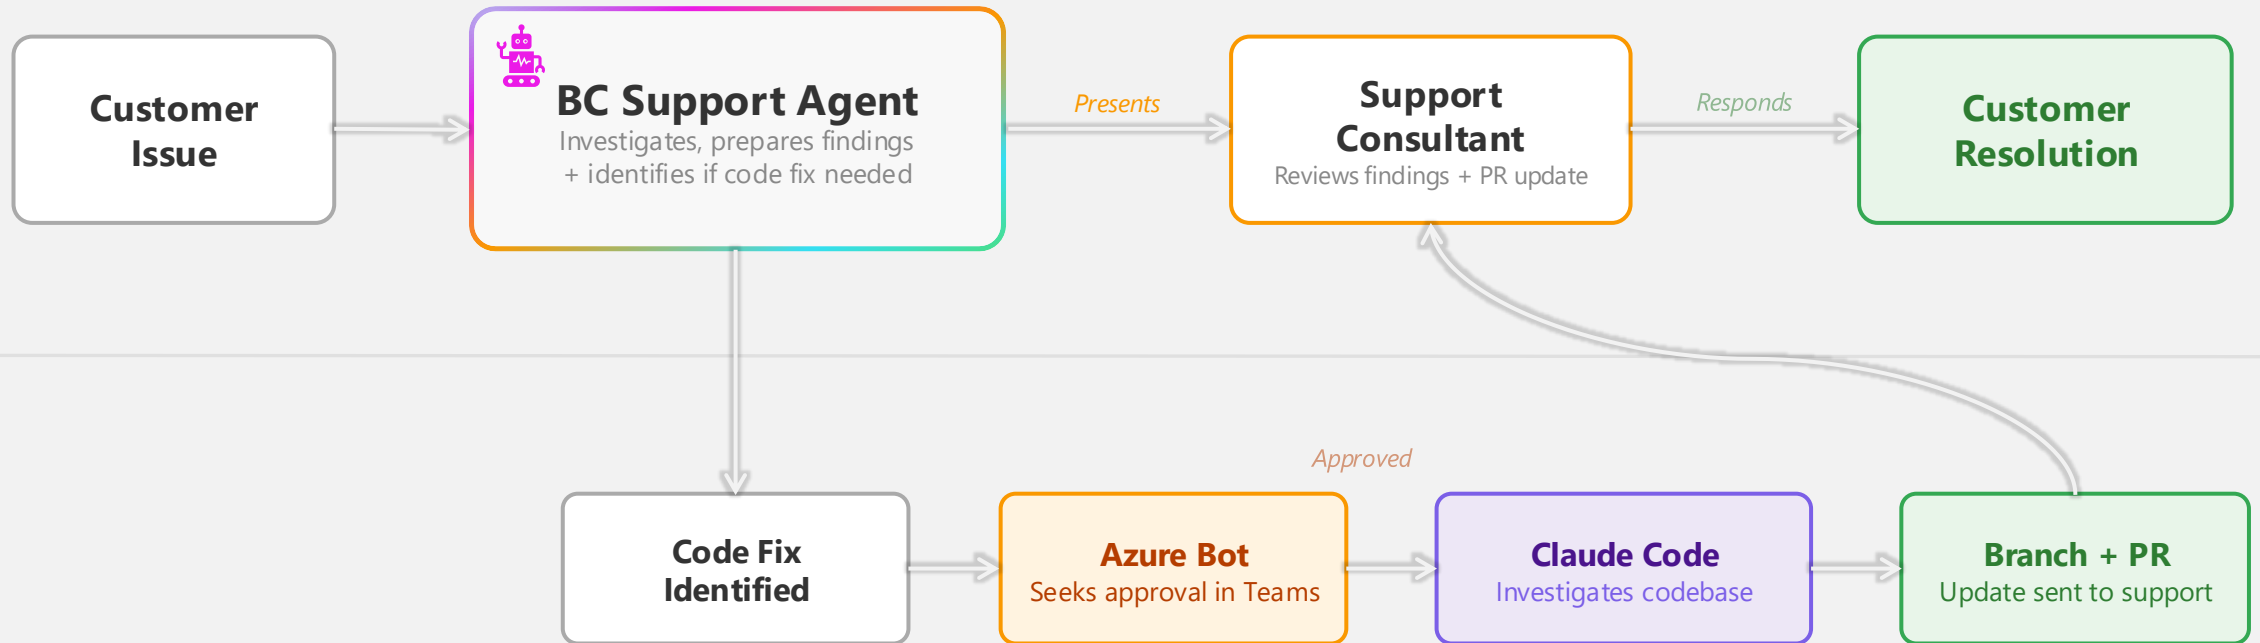 Customer
Issue
BC Support Agent
Investigates, prepares findings
+ identifies if code fix needed
Presents
Support
Consultant
Reviews findings + PR update
Responds
Customer
Resolution
Code Fix
Identified
Azure Bot
Seeks approval in Teams
Approved
Claude Code
Investigates codebase
Branch + PR
Update sent to support